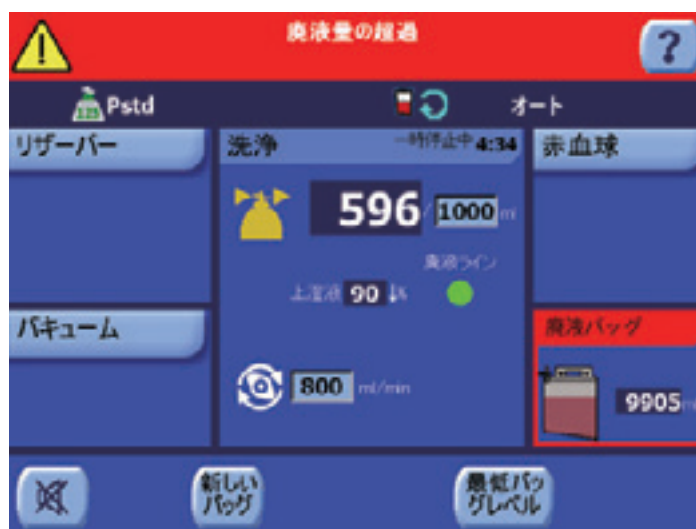 廃液量の超過
?
125
Pstd
オート
リザーバー
洗浄
一時停止中 4:34
赤血球
596 / 1000 ml
廃液ライン
上澄液 90 ↓%
バキューム
廃液バッグ
800 ml/min
9905 ml
新しい
バッグ
最低バッ
グレベル